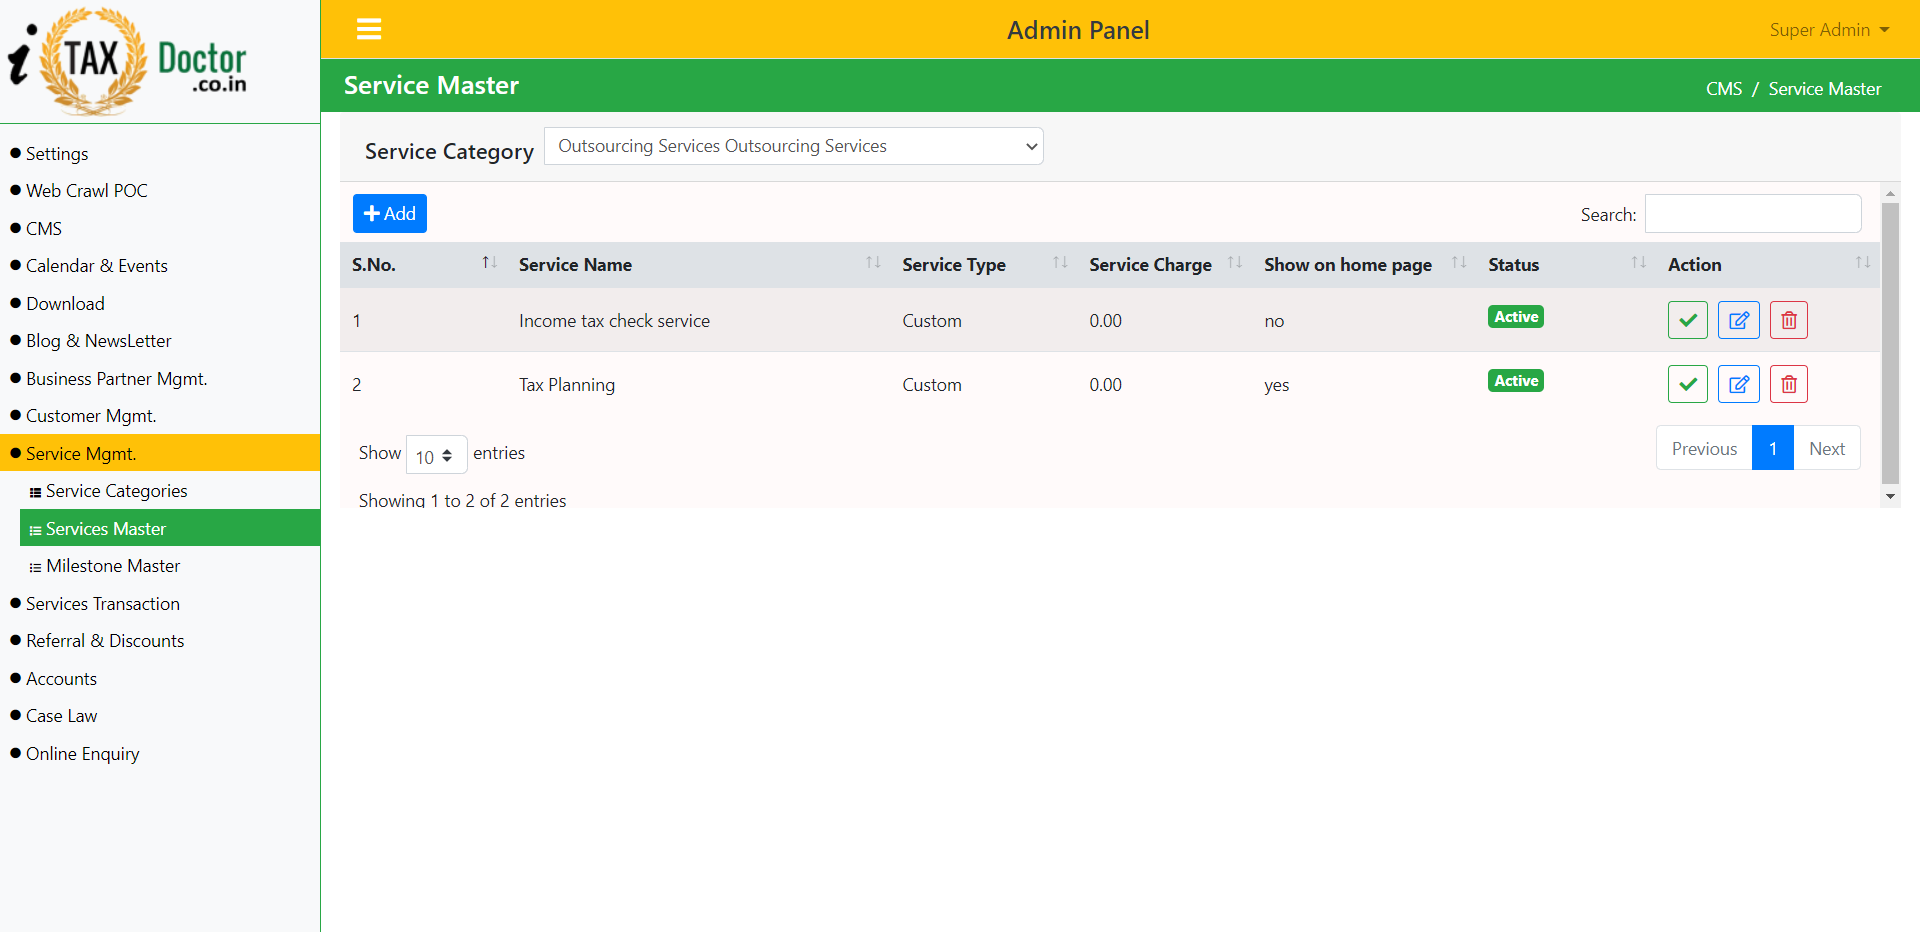 i TAX Doctor
.co.in
Admin Panel
Super Admin
Service Master
CMS / Service Master
Settings
Web Crawl POC
CMS
Calendar & Events
Download
Blog & NewsLetter
Business Partner Mgmt.
Customer Mgmt.
Service Mgmt.
Service Categories
Services Master
Milestone Master
Services Transaction
Referral & Discounts
Accounts
Case Law
Online Enquiry
Service Category Outsourcing Services Outsourcing Services
Add
Search:
S.No. Service Name Service Type Service Charge Show on home page Status Action
1 Income tax check service Custom 0.00 no Active
2 Tax Planning Custom 0.00 yes Active
Show 10 entries
Previous 1 Next
Showing 1 to 2 of 2 entries